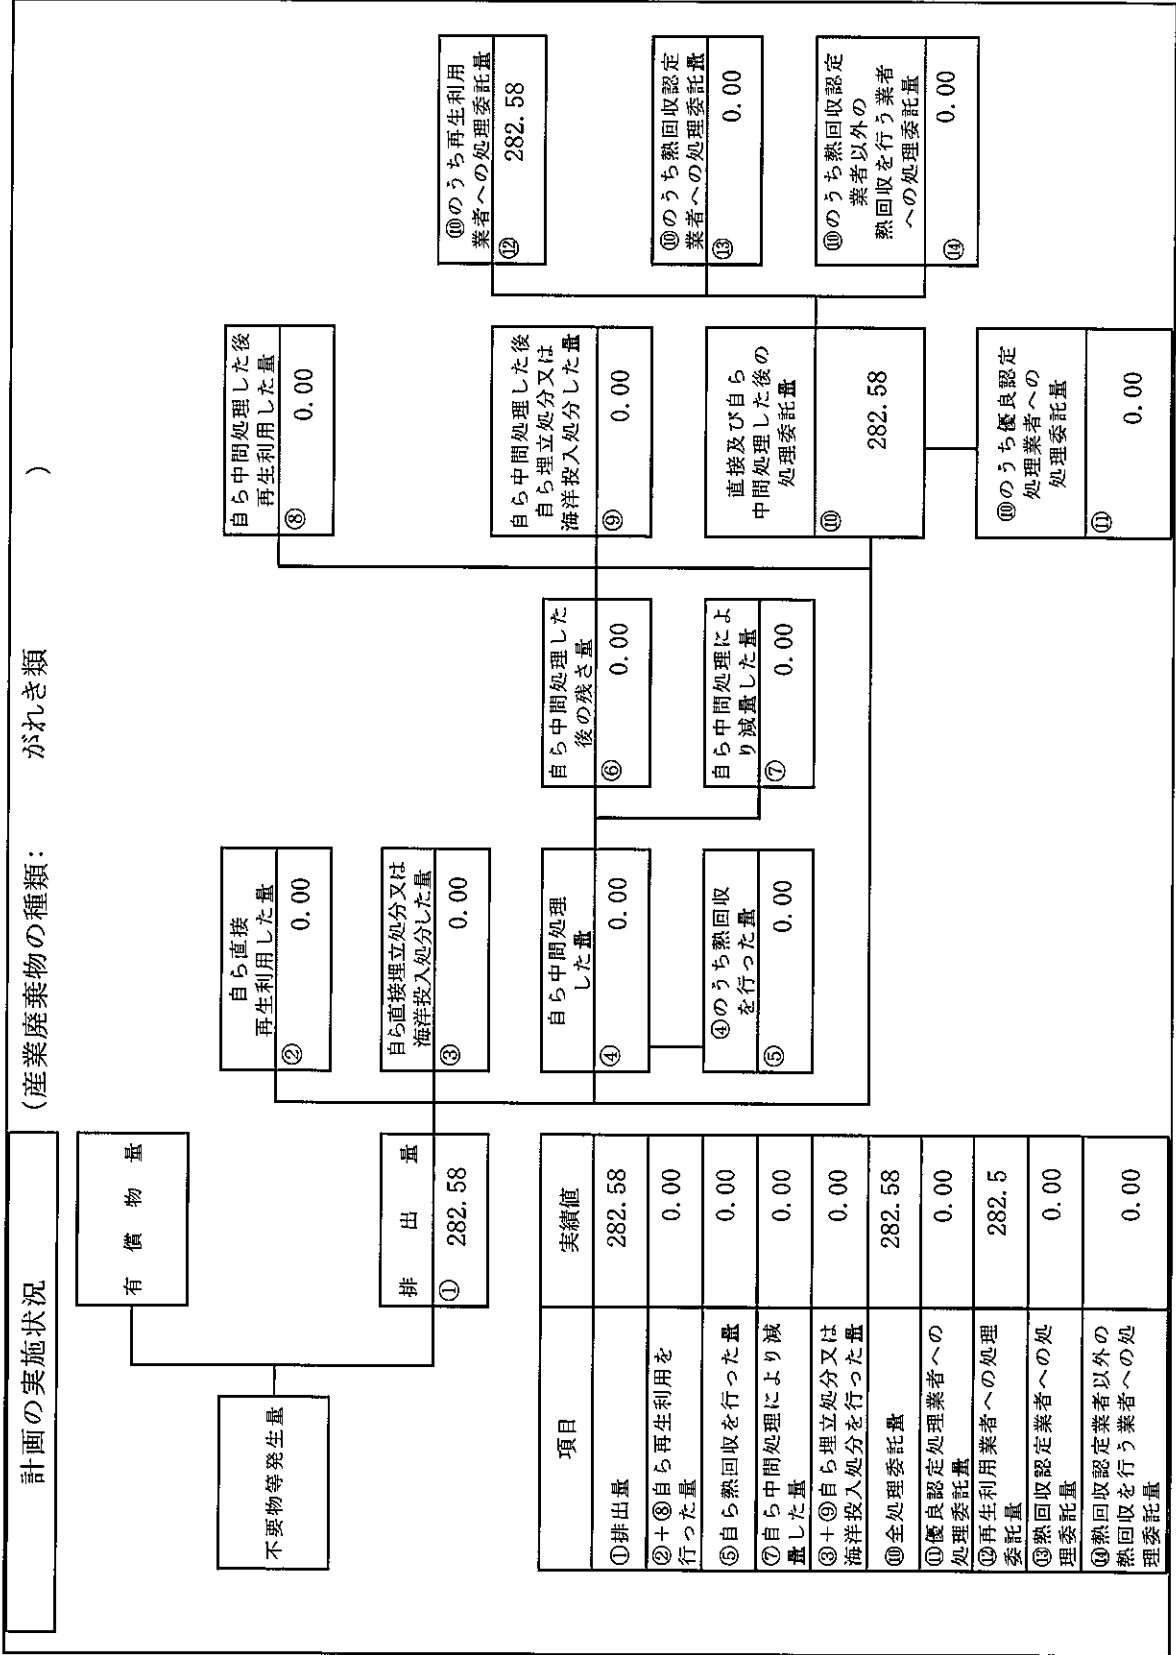 計画の実施状況
(産業廃棄物の種類: がれき類 )
不要物等発生量
有償物量
排出量
① 282.58
自ら直接
再生利用した量
② 0.00
自ら直接埋立処分又は
海洋投入処分した量
③ 0.00
自ら中間処理
した量
④ 0.00
④のうち熱回収
を行った量
⑤ 0.00
自ら中間処理した
後の残さ量
⑥ 0.00
自ら中間処理によ
り減量した量
⑦ 0.00
自ら中間処理した後
再生利用した量
⑧ 0.00
自ら中間処理した後
自ら埋立処分又は
海洋投入処分した量
⑨ 0.00
直接及び自ら
中間処理した後の
処理委託量
⑩ 282.58
⑩のうち優良認定
処理業者への
処理委託量
⑪ 0.00
⑩のうち再生利用
業者への処理委託量
⑫ 282.58
⑩のうち熱回収認定
業者への処理委託量
⑬ 0.00
⑩のうち熱回収認定
業者以外の
熱回収を行う業者
への処理委託量
⑭ 0.00
項目 実績値
①排出量 282.58
②+⑧自ら再生利用を
行った量 0.00
⑤自ら熱回収を行った量 0.00
⑦自ら中間処理により減
量した量 0.00
③+⑨自ら埋立処分又は
海洋投入処分を行った量 0.00
⑩全処理委託量 282.58
⑪優良認定処理業者への
処理委託量 0.00
⑫再生利用業者への処理
委託量 282.5
⑬熱回収認定業者への処
理委託量 0.00
⑭熱回収認定業者以外の
熱回収を行う業者への処
理委託量 0.00